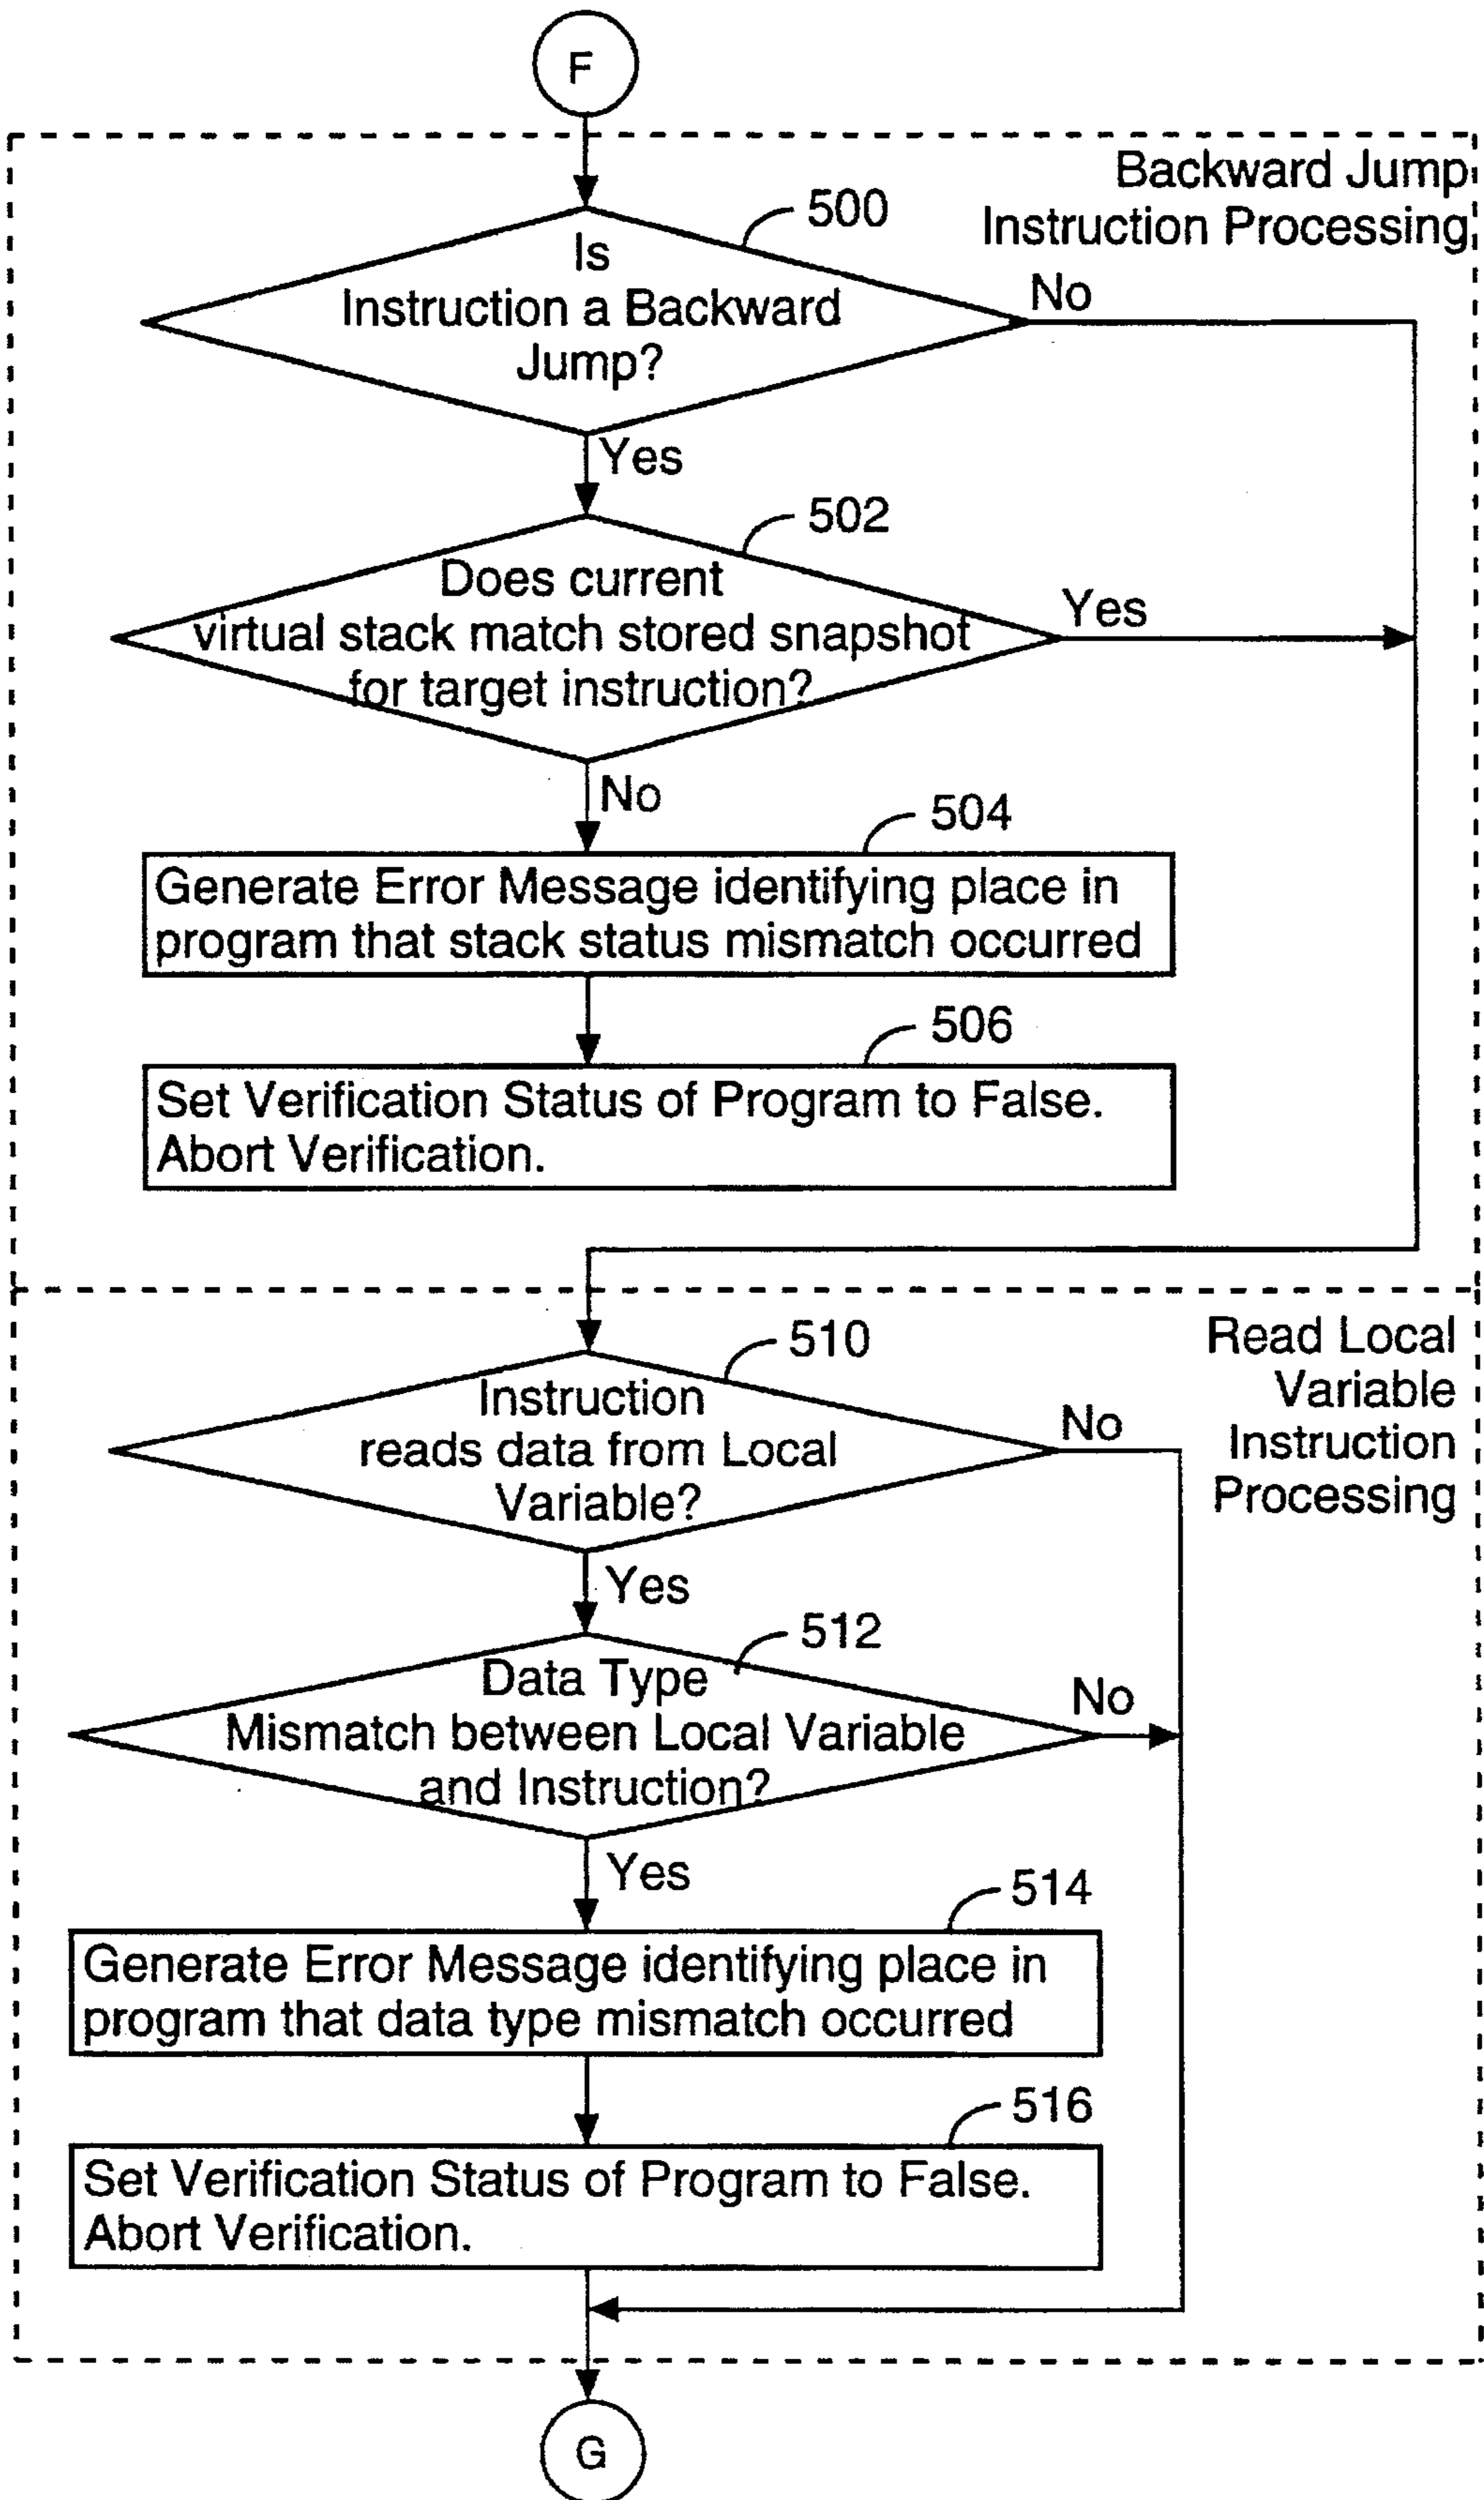 F
Backward Jump
Instruction Processing
500
Is
Instruction a Backward
Jump?
No
Yes
502
Does current
virtual stack match stored snapshot
for target instruction?
Yes
No
504
Generate Error Message identifying place in
program that stack status mismatch occurred
506
Set Verification Status of Program to False.
Abort Verification.
510
Read Local
Variable
Instruction
Processing
Instruction
reads data from Local
Variable?
No
Yes
512
Data Type
Mismatch between Local Variable
and Instruction?
No
Yes
514
Generate Error Message identifying place in
program that data type mismatch occurred
516
Set Verification Status of Program to False.
Abort Verification.
G